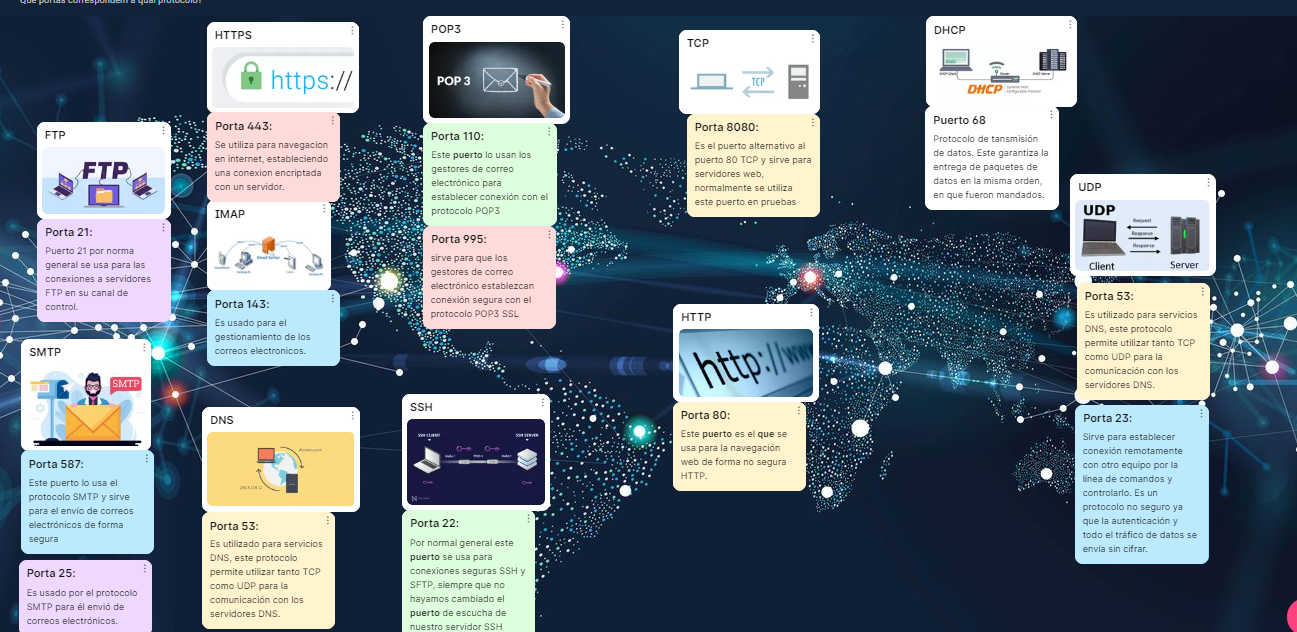 Que portas correspondem a qual protocolo?
FTP
FTP
Porta 21:
Puerto 21 por norma
general se usa para las
conexiones a servidores
FTP en su canal de
control.
SMTP
SMTP
Porta 587:
Este puerto lo usa el
protocolo SMTP y sirve
para el envío de correos
electrónicos de forma
segura
Porta 25:
Es usado por el protocolo
SMTP para él envió de
correos electrónicos.
HTTPS
https://
Porta 443:
Se utiliza para navegacion
en internet, estableciendo
una conexion encriptada
con un servidor.
IMAP
Porta 143:
Es usado para el
gestionamiento de los
correos electronicos.
DNS
Porta 53:
Es utilizado para servicios
DNS, este protocolo
permite utilizar tanto TCP
como UDP para la
comunicación con los
servidores DNS.
POP3
POP 3
Porta 110:
Este puerto lo usan los
gestores de correo
electrónico para
establecer conexión con el
protocolo POP3
Porta 995:
sirve para que los
gestores de correo
electrónico establezcan
conexión segura con el
protocolo POP3 SSL
SSH
SSH CLIENT
SSH SERVER
Porta 22:
Por normal general este
puerto se usa para
conexiones seguras SSH y
SFTP, siempre que no
hayamos cambiado el
puerto de escucha de
nuestro servidor SSH
TCP
TCP
Porta 8080:
Es el puerto alternativo al
puerto 80 TCP y sirve para
servidores web,
normalmente se utiliza
este puerto en pruebas
HTTP
http://www
Porta 80:
Este puerto es el que se
usa para la navegación
web de forma no segura
HTTP.
DHCP
DHCP
Puerto 68
Protocolo de tansmisión
de datos. Este garantiza la
entrega de paquetes de
datos en la misma orden,
en que fueron mandados.
UDP
UDP
Request
Response
Response
Client
Server
Porta 53:
Es utilizado para servicios
DNS, este protocolo
permite utilizar tanto TCP
como UDP para la
comunicación con los
servidores DNS.
Porta 23:
Sirve para establecer
conexión remotamente
con otro equipo por la
línea de comandos y
controlarlo. Es un
protocolo no seguro ya
que la autenticación y
todo el tráfico de datos se
envía sin cifrar.